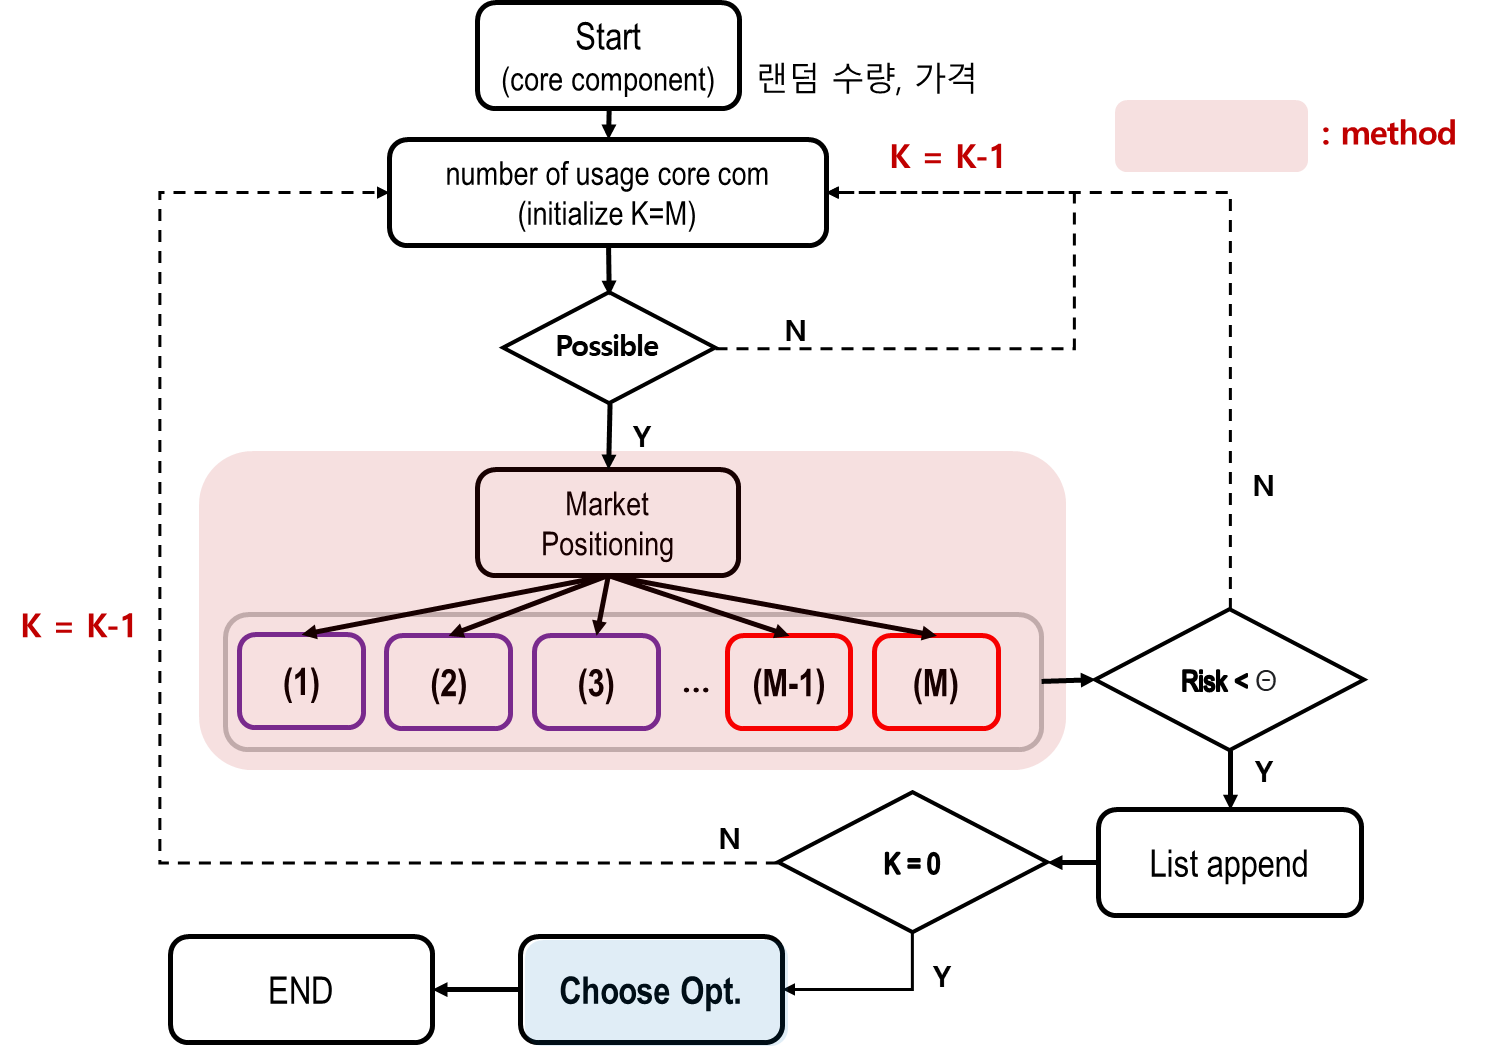 Start
(core component)
랜덤 수량, 가격
: method
K = K-1
number of usage core com
(initialize K=M)
Possible
N
Y
Market
Positioning
N
K = K-1
(1) (2) (3) ... (M-1) (M)
Risk < Θ
Y
N
K = 0
List append
Y
END
Choose Opt.